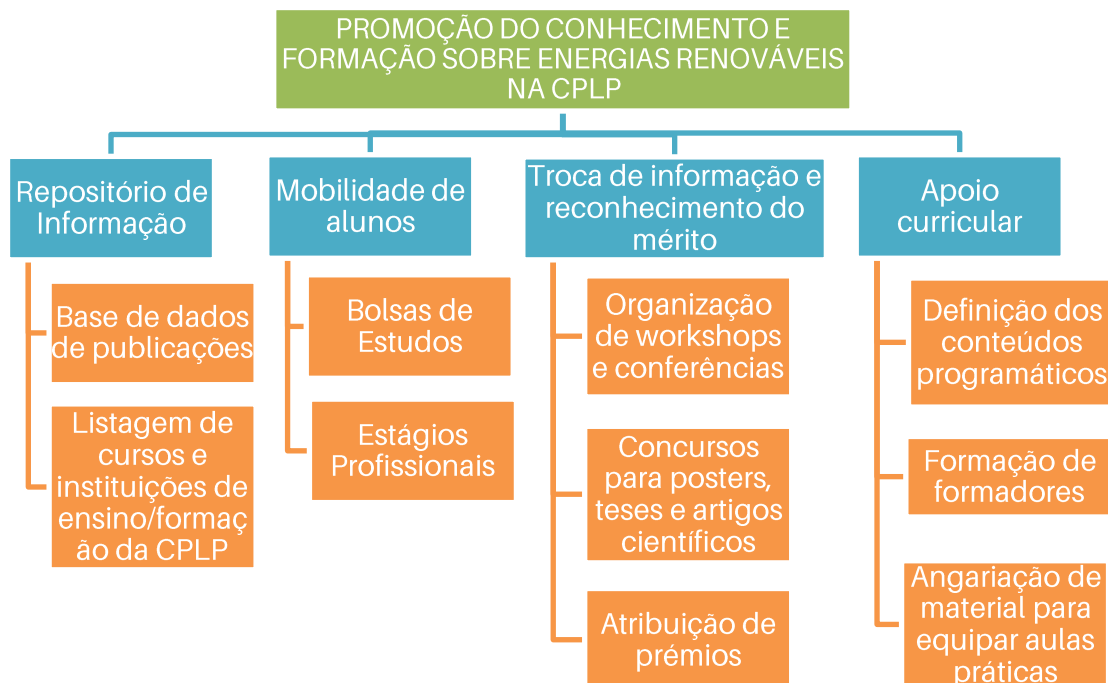 PROMOÇÃO DO CONHECIMENTO E
FORMAÇÃO SOBRE ENERGIAS RENOVÁVEIS
NA CPLP
Repositório de
Informação
Base de dados
de publicações
Listagem de
cursos e
instituições de
ensino/formaç
ão da CPLP
Mobilidade de
alunos
Bolsas de
Estudos
Estágios
Profissionais
Troca de informação e
reconhecimento do
mérito
Organização
de workshops
e conferências
Concursos
para posters,
teses e artigos
científicos
Atribuição de
prémios
Apoio
curricular
Definição dos
conteúdos
programáticos
Formação de
formadores
Angariação de
material para
equipar aulas
práticas